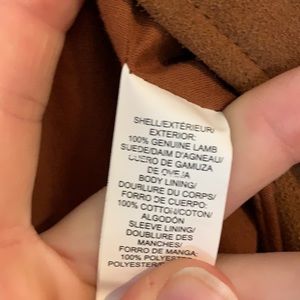 SHELL/EXTÉRIEUR/
EXTERIOR:
100% GENUINE LAMB
SUEDE/DAIM D'AGNEAU/
CUERO DE GAMUZA
DE OVEJA
BODY LINING/
DOUBLURE DU CORPS/
FORRO DE CUERPO:
100% COTTON/COTON/
ALGODÓN
SLEEVE LINING/
DOUBLURE DES
MANCHES/
FORRO DE MANGA:
100% POLYESTER/
POLYESTER/